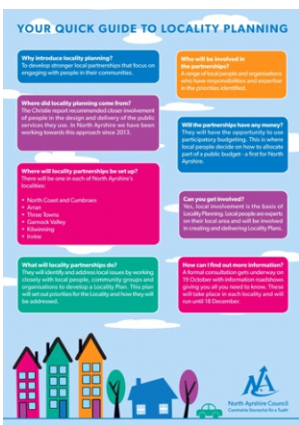 YOUR QUICK GUIDE TO LOCALITY PLANNING
Why introduce locality planning?
To develop stronger local partnerships that focus on
engaging with people in their communities.
Who will be involved in
the partnerships?
A range of local people and organisations
who have responsibilities and expertise
in the priorities identified.
Where did locality planning come from?
The Christie report recommended closer involvement
of people in the design and delivery of the public
services they use. In North Ayrshire we have been
working towards this approach since 2013.
Will the partnerships have any money?
They will have the opportunity to use
participatory budgeting. This is where
local people decide on how to allocate
part of a public budget - a first for North
Ayrshire.
Where will locality partnerships be set up?
There will be one in each of North Ayrshire's
localities:
• North Coast and Cumbraes
• Arran
• Three Towns
• Garnock Valley
• Kilwinning
• Irvine
Can you get involved?
Yes, local involvement is the basis of
Locality Planning. Local people are experts
on their local area and will be involved
in creating and delivering Locality Plans.
What will locality partnerships do?
They will identify and address local issues by working
closely with local people, community groups and
organisations to develop a Locality Plan. This plan
will set out priorities for the Locality and how they will
be addressed.
How can I find out more information?
A formal consultation gets underway on
19 October with information roadshows
giving you all you need to know. These
will take place in each locality and will
run until 18 December.
North Ayrshire Council
Comhairle Siorrachd Àir a Tuath